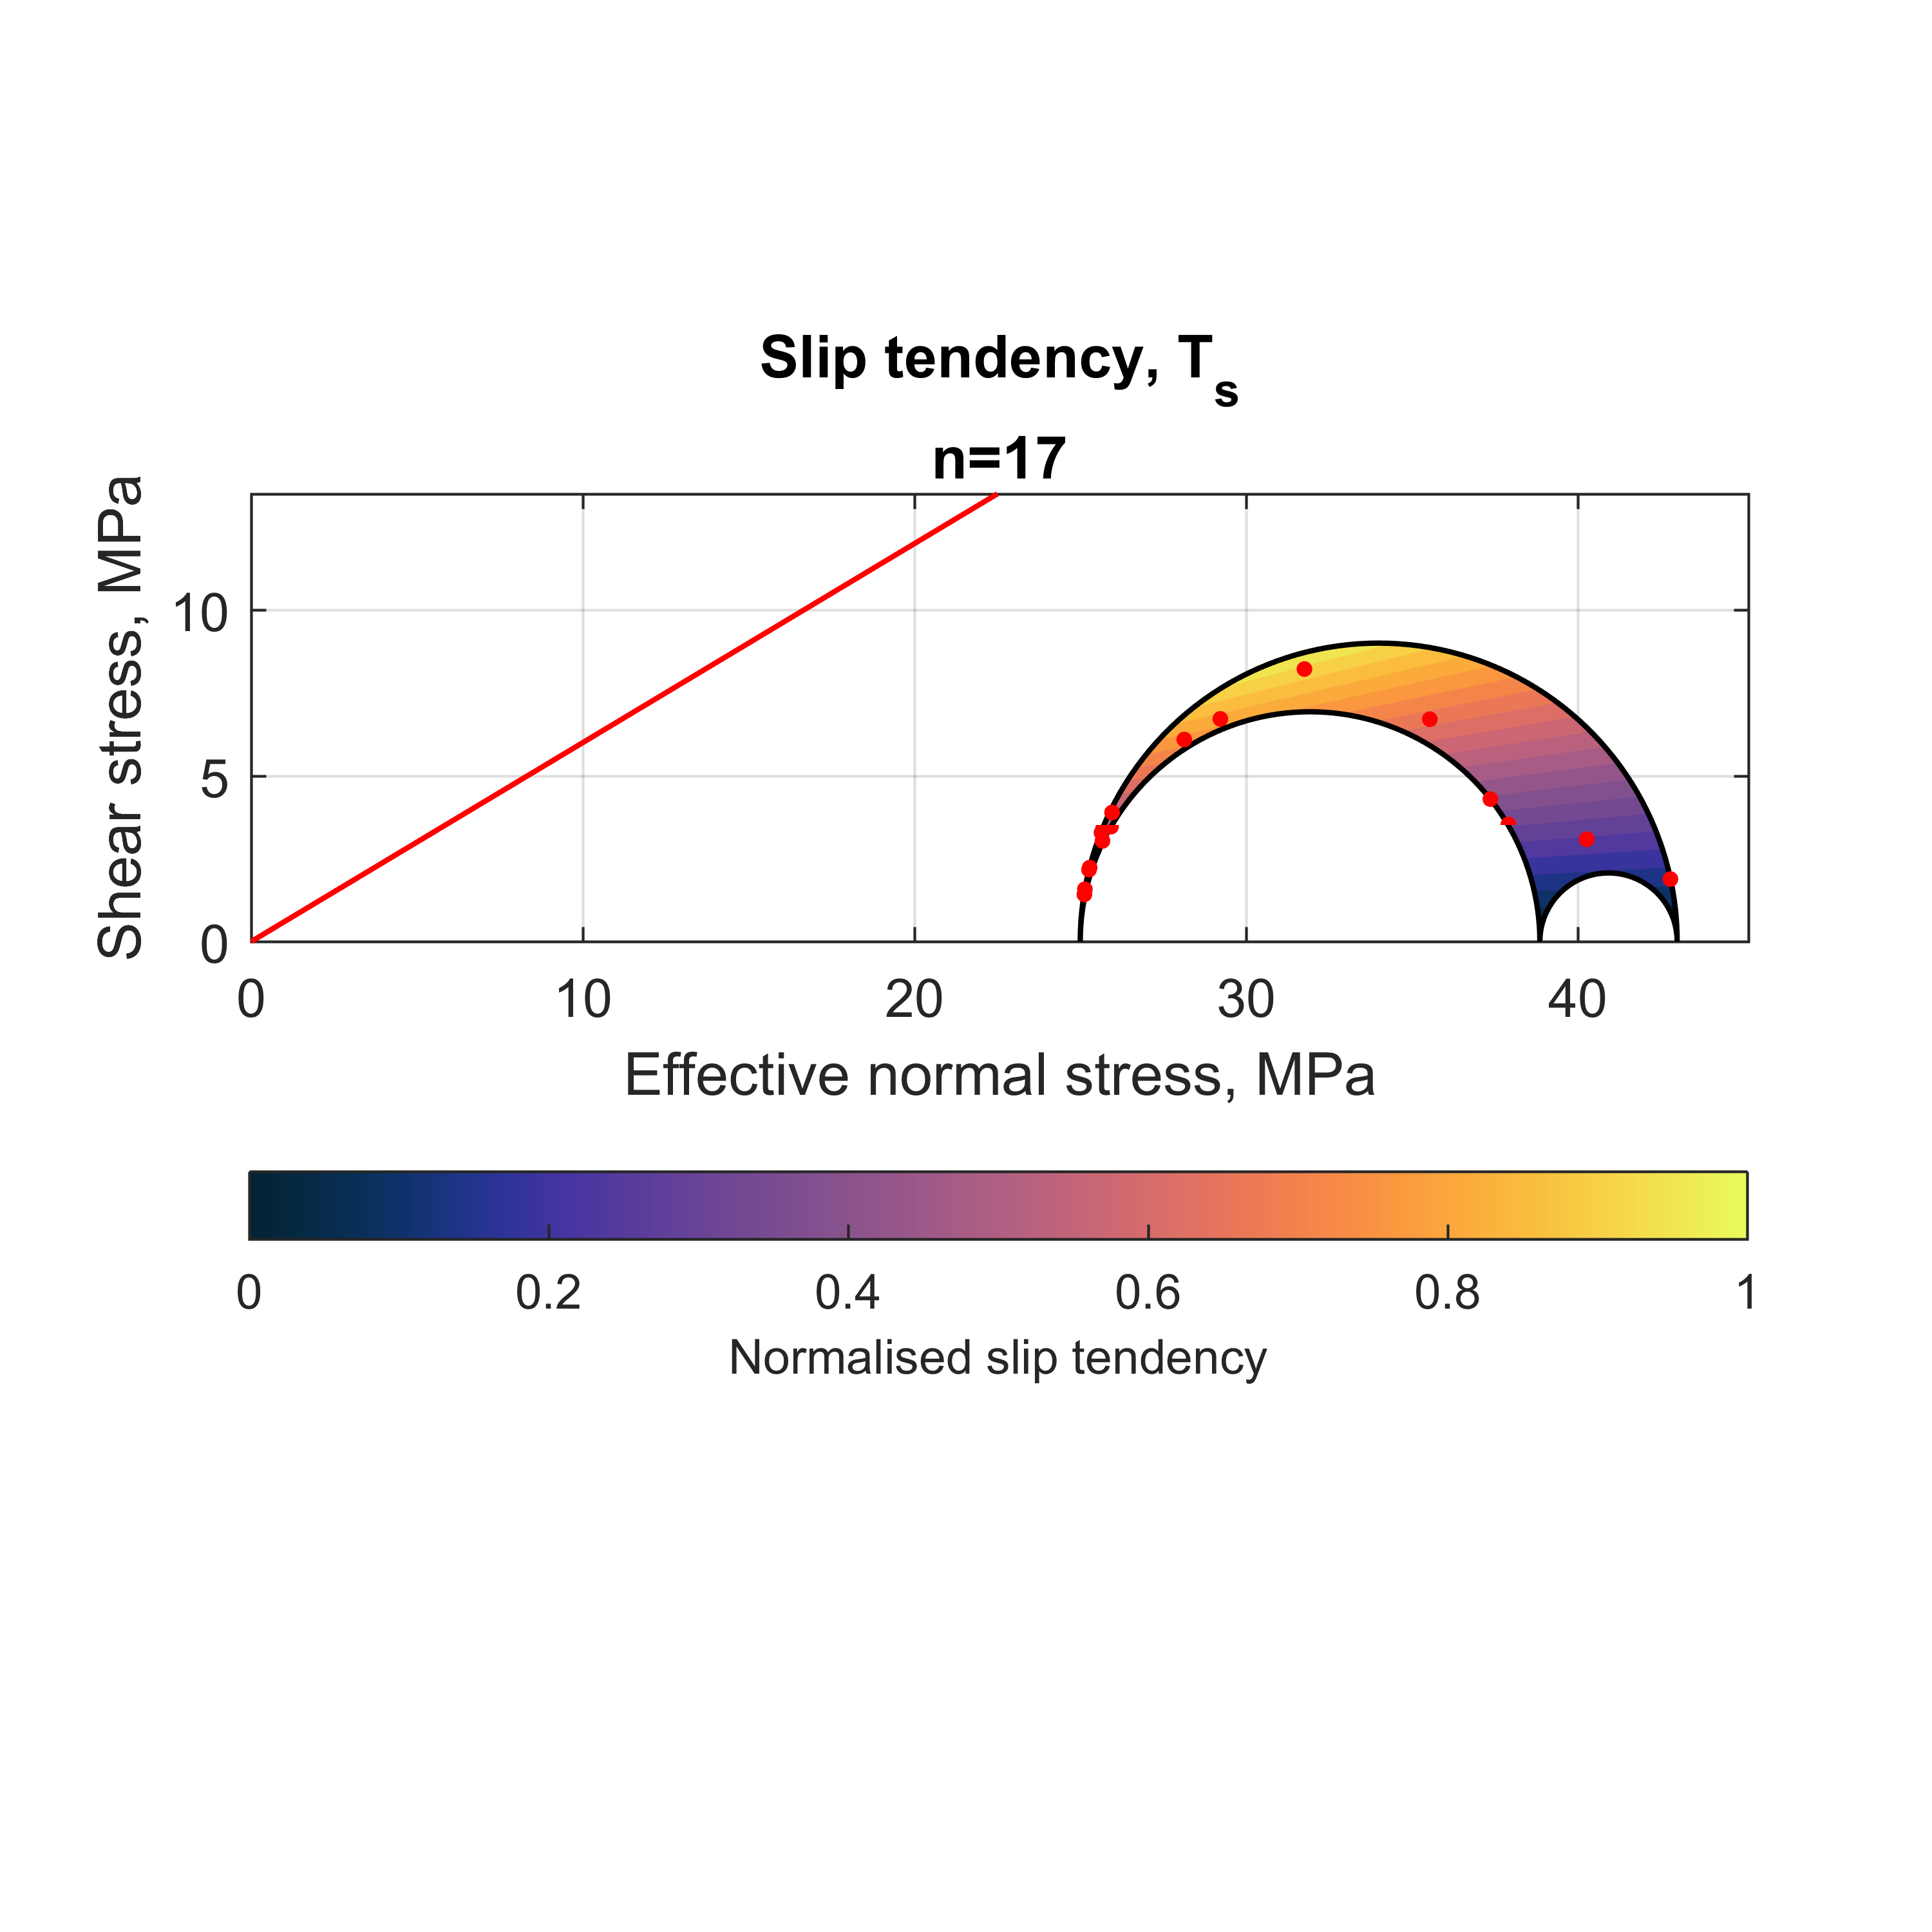 Slip tendency, Ts
n=17
Shear stress, MPa
10
5
0
0 10 20 30 40
Effective normal stress, MPa
0 0.2 0.4 0.6 0.8 1
Normalised slip tendency